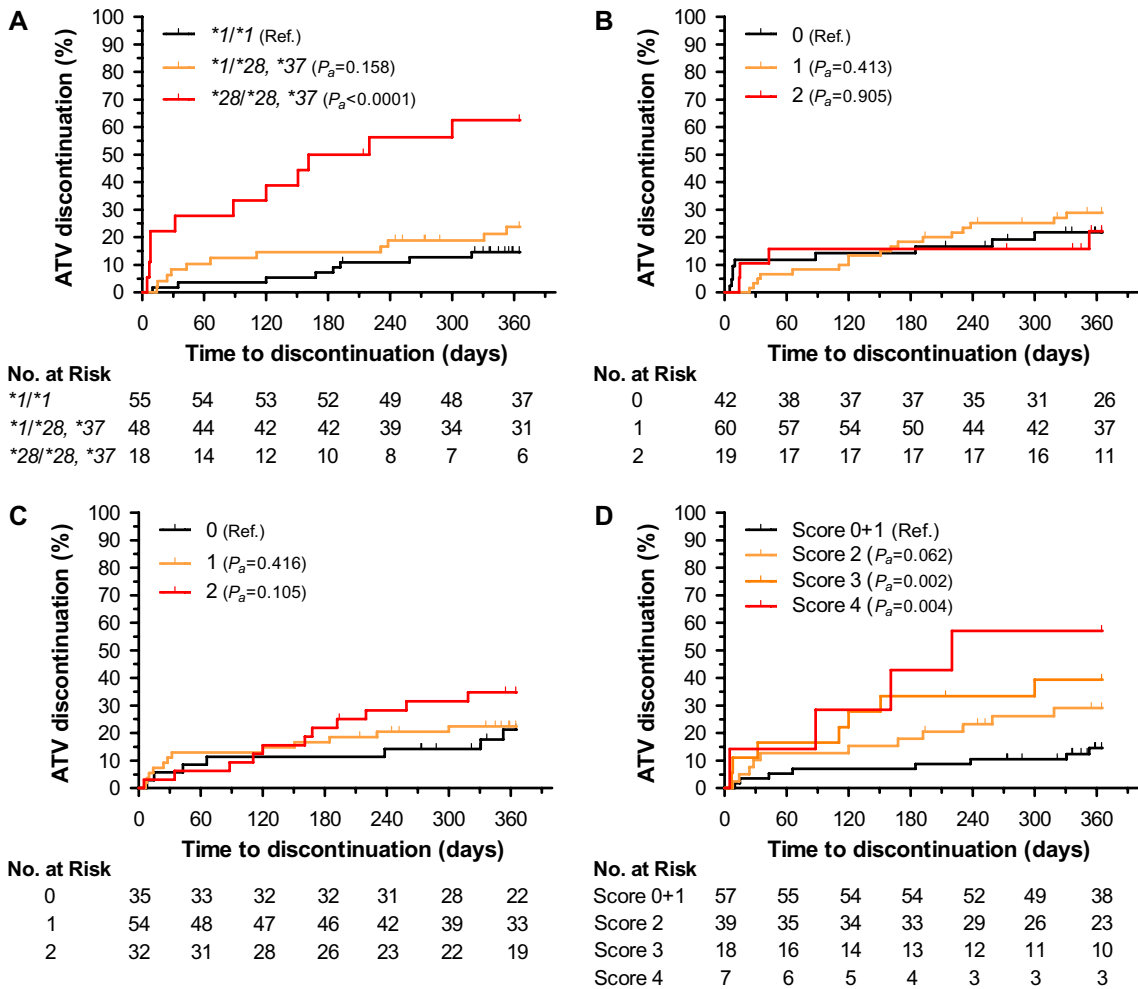 A
ATV discontinuation (%)
100
90
80
70
60
50
40
30
20
10
0
*1/*1 (Ref.)
*1/*28, *37 (Pa=0.158)
*28/*28, *37 (Pa<0.0001)
0 60 120 180 240 300 360
Time to discontinuation (days)
No. at Risk
*1/*1 55 54 53 52 49 48 37
*1/*28, *37 48 44 42 42 39 34 31
*28/*28, *37 18 14 12 10 8 7 6
B
ATV discontinuation (%)
100
90
80
70
60
50
40
30
20
10
0
0 (Ref.)
1 (Pa=0.413)
2 (Pa=0.905)
0 60 120 180 240 300 360
Time to discontinuation (days)
No. at Risk
0 42 38 37 37 35 31 26
1 60 57 54 50 44 42 37
2 19 17 17 17 17 16 11
C
ATV discontinuation (%)
100
90
80
70
60
50
40
30
20
10
0
0 (Ref.)
1 (Pa=0.416)
2 (Pa=0.105)
0 60 120 180 240 300 360
Time to discontinuation (days)
No. at Risk
0 35 33 32 32 31 28 22
1 54 48 47 46 42 39 33
2 32 31 28 26 23 22 19
D
ATV discontinuation (%)
100
90
80
70
60
50
40
30
20
10
0
Score 0+1 (Ref.)
Score 2 (Pa=0.062)
Score 3 (Pa=0.002)
Score 4 (Pa=0.004)
0 60 120 180 240 300 360
Time to discontinuation (days)
No. at Risk
Score 0+1 57 55 54 54 52 49 38
Score 2 39 35 34 33 29 26 23
Score 3 18 16 14 13 12 11 10
Score 4 7 6 5 4 3 3 3